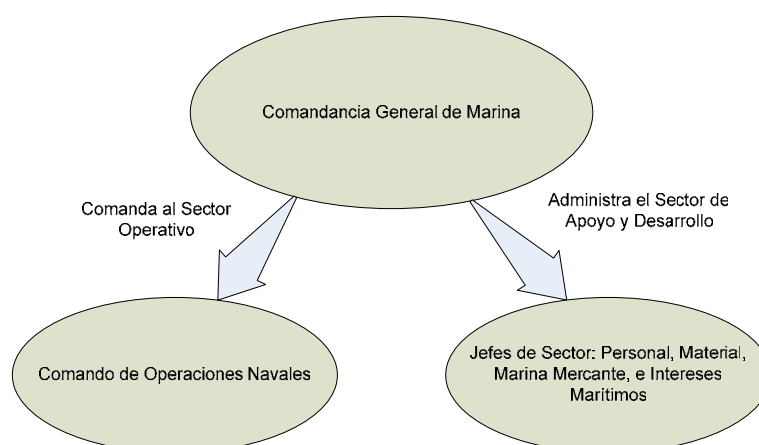 Comandancia General de Marina
Comanda al Sector
Operativo
Administra el Sector de
Apoyo y Desarrollo
Comando de Operaciones Navales
Jefes de Sector: Personal, Material,
Marina Mercante, e Intereses
Marítimos